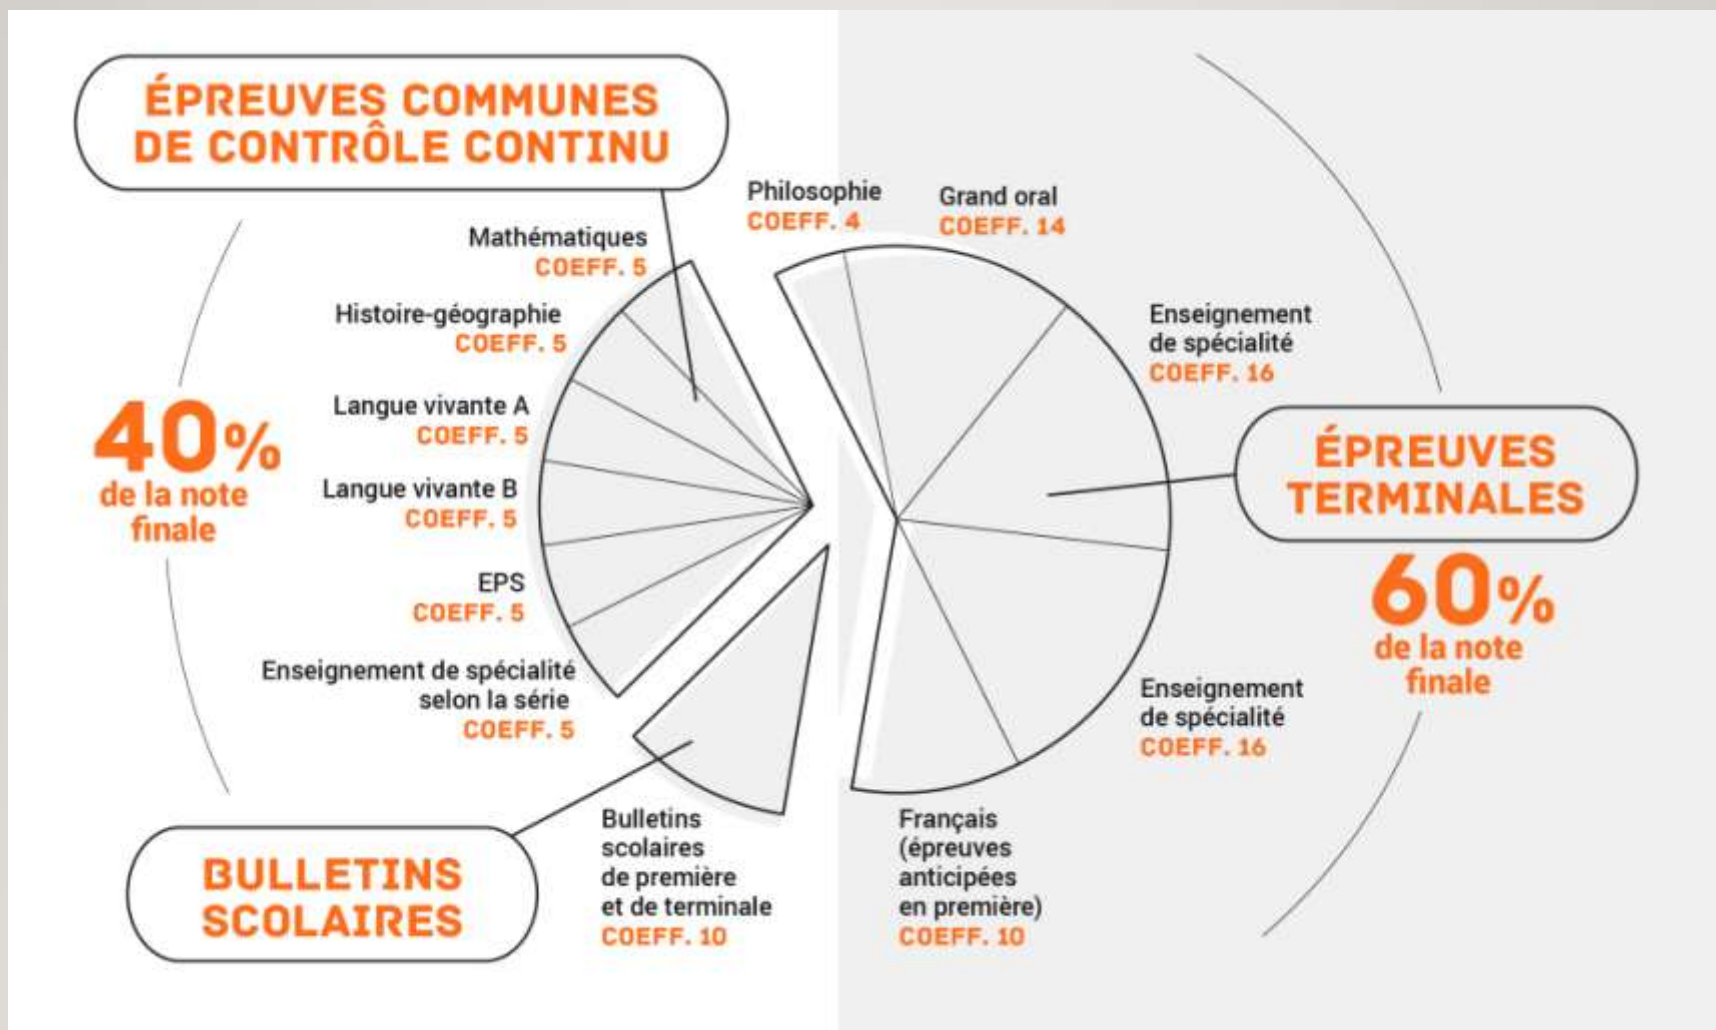 ÉPREUVES COMMUNES
DE CONTRÔLE CONTINU
Mathématiques
COEFF. 5
Histoire-géographie
COEFF. 5
Langue vivante A
COEFF. 5
Langue vivante B
COEFF. 5
EPS
COEFF. 5
Enseignement de spécialité
selon la série
COEFF. 5
40%
de la note
finale
BULLETINS
SCOLAIRES
Bulletins
scolaires
de première
et de terminale
COEFF. 10
Philosophie
COEFF. 4
Grand oral
COEFF. 14
Enseignement
de spécialité
COEFF. 16
ÉPREUVES
TERMINALES
60%
de la note
finale
Enseignement
de spécialité
COEFF. 16
Français
(épreuves
anticipées
en première)
COEFF. 10